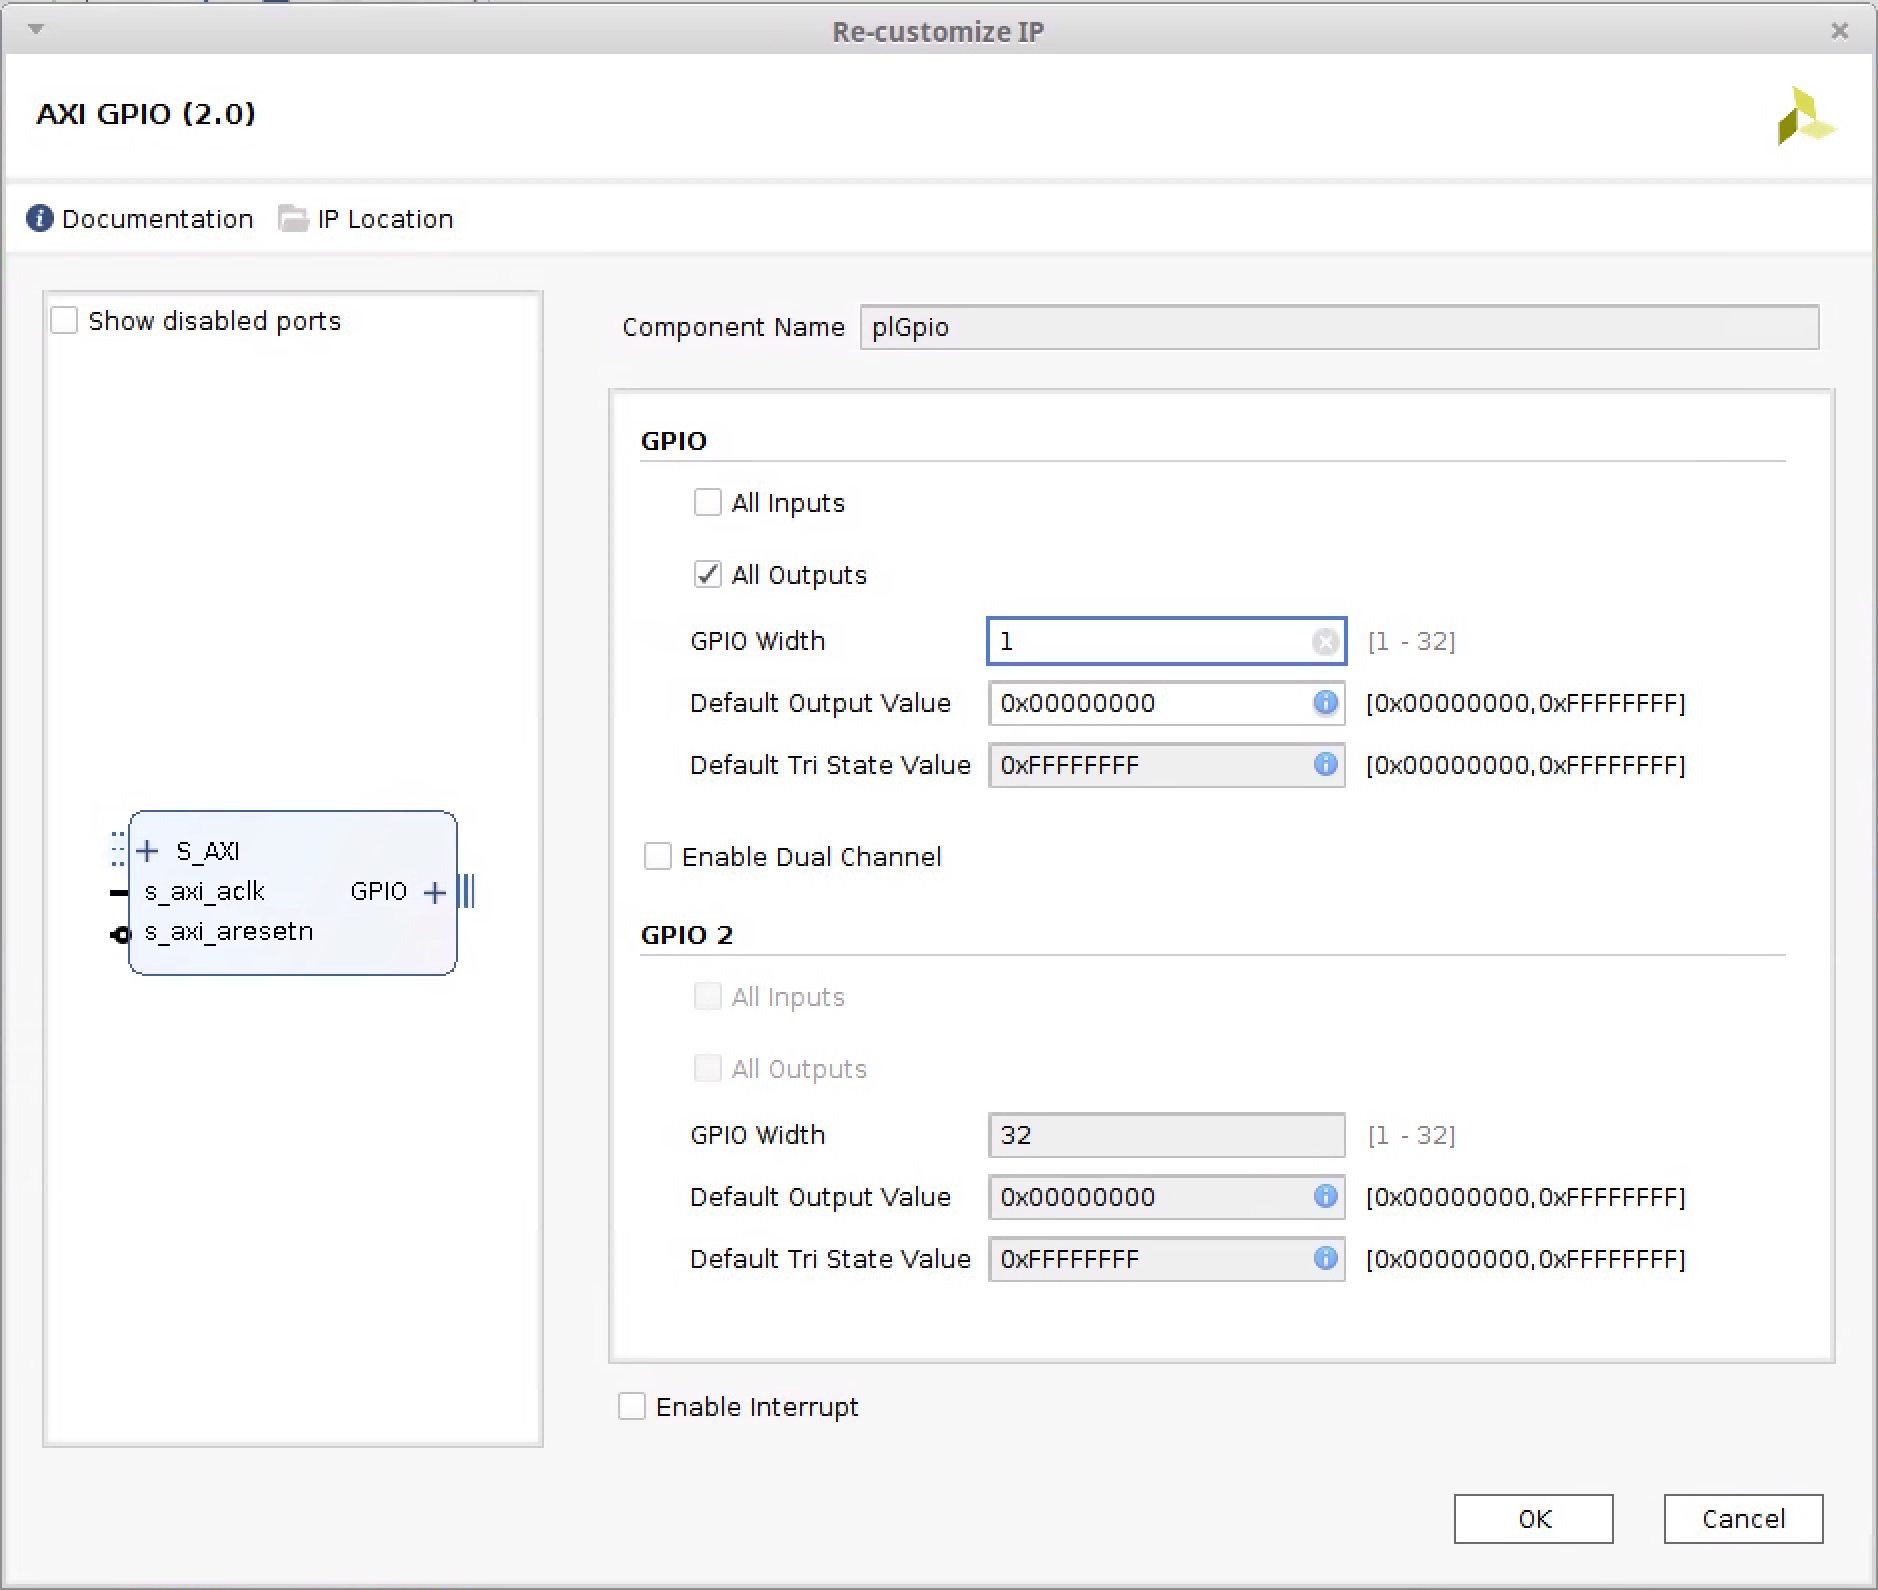 Re-customize IP
AXI GPIO (2.0)
Documentation IP Location
Show disabled ports
S_AXI
s_axi_aclk GPIO
s_axi_aresetn
Component Name plGpio
GPIO
All Inputs
All Outputs
GPIO Width 1 [1 - 32]
Default Output Value 0x00000000 [0x00000000,0xFFFFFFFF]
Default Tri State Value 0xFFFFFFFF [0x00000000,0xFFFFFFFF]
Enable Dual Channel
GPIO 2
All Inputs
All Outputs
GPIO Width 32 [1 - 32]
Default Output Value 0x00000000 [0x00000000,0xFFFFFFFF]
Default Tri State Value 0xFFFFFFFF [0x00000000,0xFFFFFFFF]
Enable Interrupt
OK Cancel